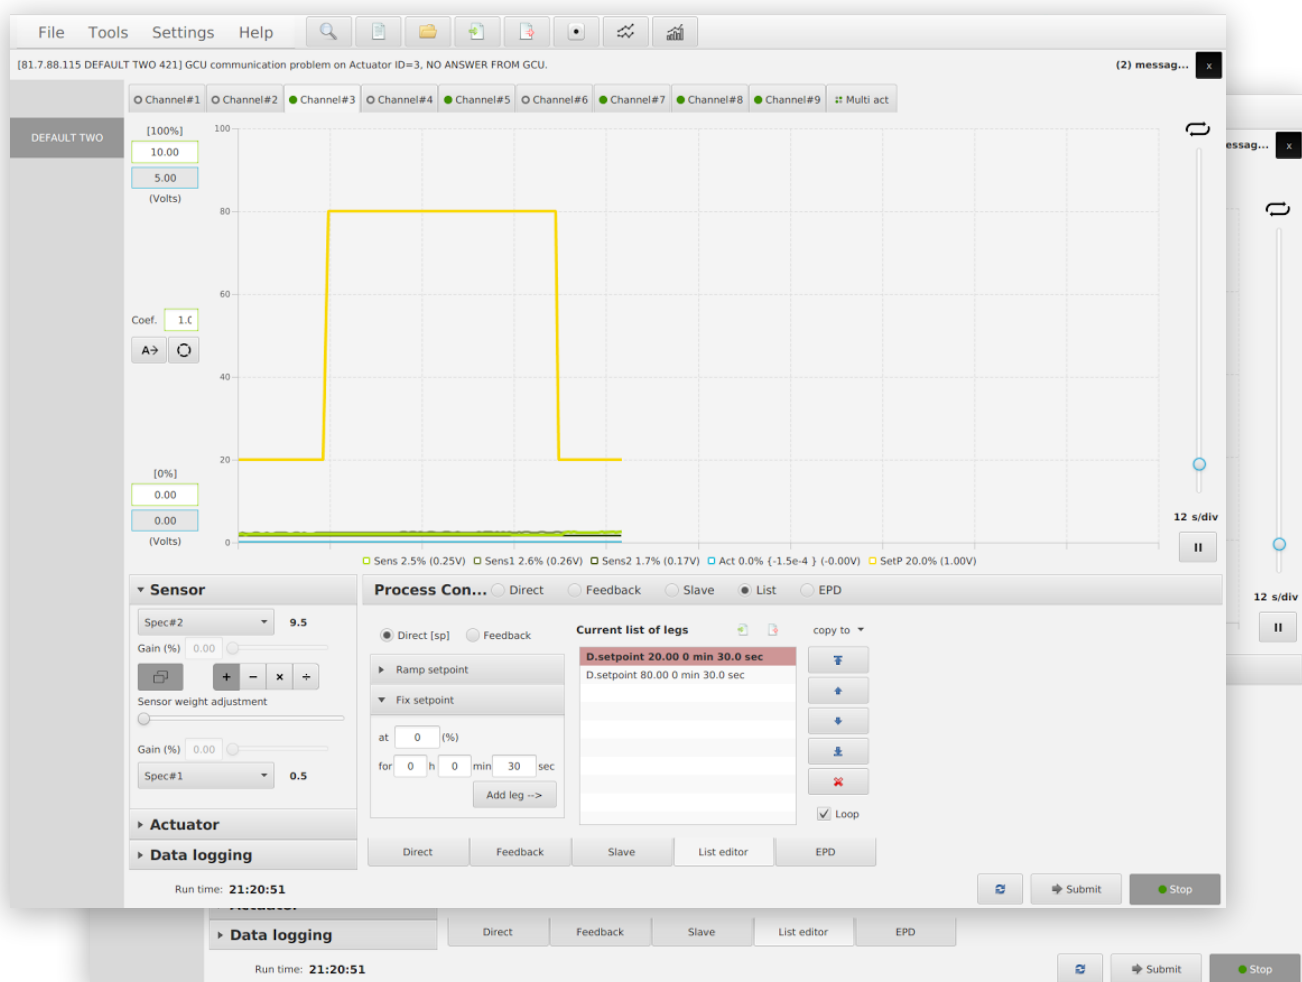 File Tools Settings Help
[81.7.88.115 DEFAULT TWO 421] GCU communication problem on Actuator ID=3, NO ANSWER FROM GCU. (2) messag... x
Channel#1 Channel#2 Channel#3 Channel#4 Channel#5 Channel#6 Channel#7 Channel#8 Channel#9 Multi act
DEFAULT TWO
[100%]
10.00
5.00
(Volts)
Coef. 1.0
A
[0%]
0.00
0.00
(Volts)
100
80
60
40
20
0
12 s/div
Sens 2.5% (0.25V) Sens1 2.6% (0.26V) Sens2 1.7% (0.17V) Act 0.0% {-1.5e-4 } (-0.00V) SetP 20.0% (1.00V)
Sensor
Spec#2 9.5
Gain (%) 0.00
+ − × ÷
Sensor weight adjustment
Gain (%) 0.00
Spec#1 0.5
Actuator
Data logging
Process Con... Direct Feedback Slave List EPD
Direct [sp] Feedback
Ramp setpoint
Fix setpoint
at 0 (%)
for 0 h 0 min 30 sec
Add leg -->
Current list of legs
D.setpoint 20.00 0 min 30.0 sec
D.setpoint 80.00 0 min 30.0 sec
copy to
Loop
Direct Feedback Slave List editor EPD
Run time: 21:20:51
Submit Stop
essag... x
12 s/div
Data logging
Direct Feedback Slave List editor EPD
Run time: 21:20:51
Submit Stop